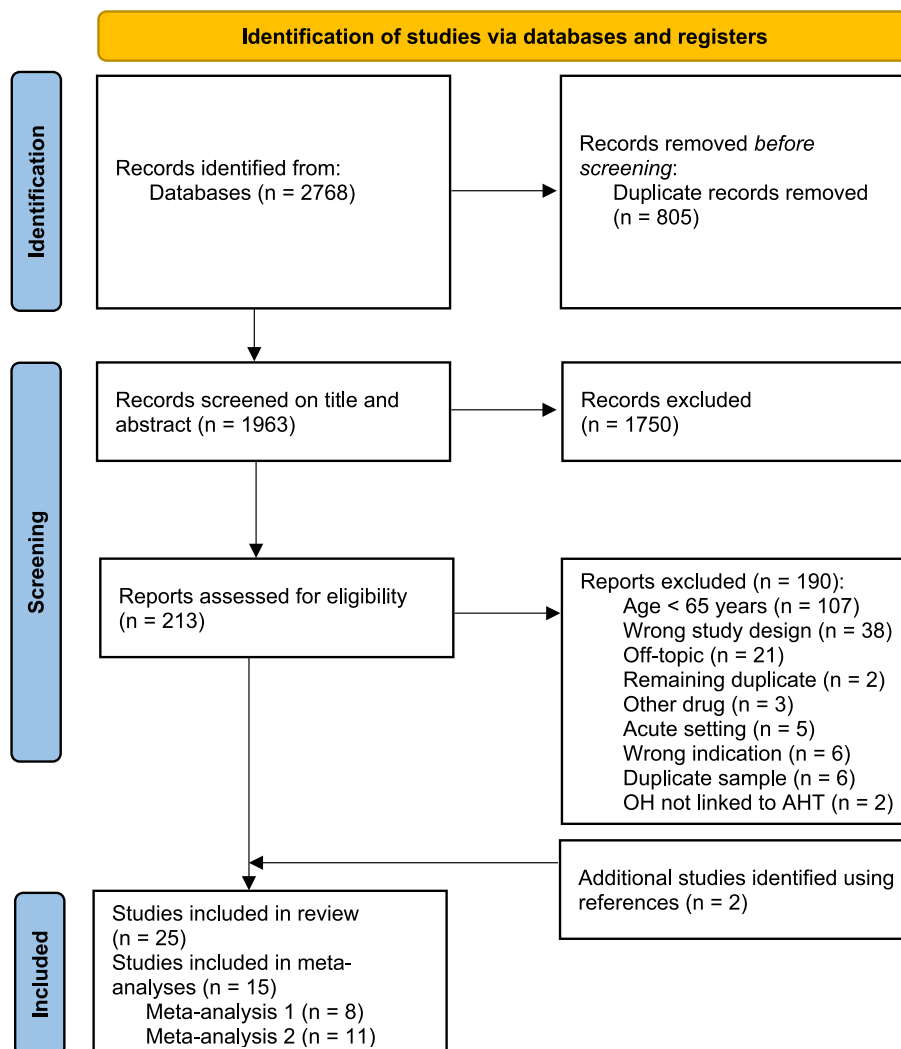 Identification of studies via databases and registers
Identification
Records identified from:
Databases (n = 2768)
Records removed before
screening:
Duplicate records removed
(n = 805)
Screening
Records screened on title and
abstract (n = 1963)
Records excluded
(n = 1750)
Reports assessed for eligibility
(n = 213)
Reports excluded (n = 190):
Age < 65 years (n = 107)
Wrong study design (n = 38)
Off-topic (n = 21)
Remaining duplicate (n = 2)
Other drug (n = 3)
Acute setting (n = 5)
Wrong indication (n = 6)
Duplicate sample (n = 6)
OH not linked to AHT (n = 2)
Additional studies identified using
references (n = 2)
Included
Studies included in review
(n = 25)
Studies included in meta-
analyses (n = 15)
Meta-analysis 1 (n = 8)
Meta-analysis 2 (n = 11)